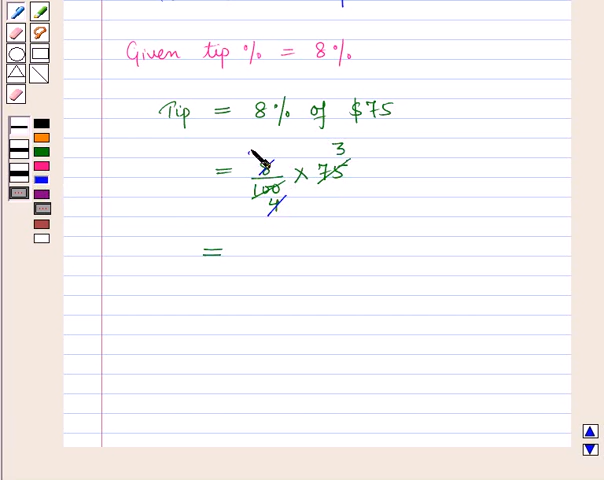 Given tip % = 8%
Tip = 8% of $75
3
= 8/100 × 75
4
=